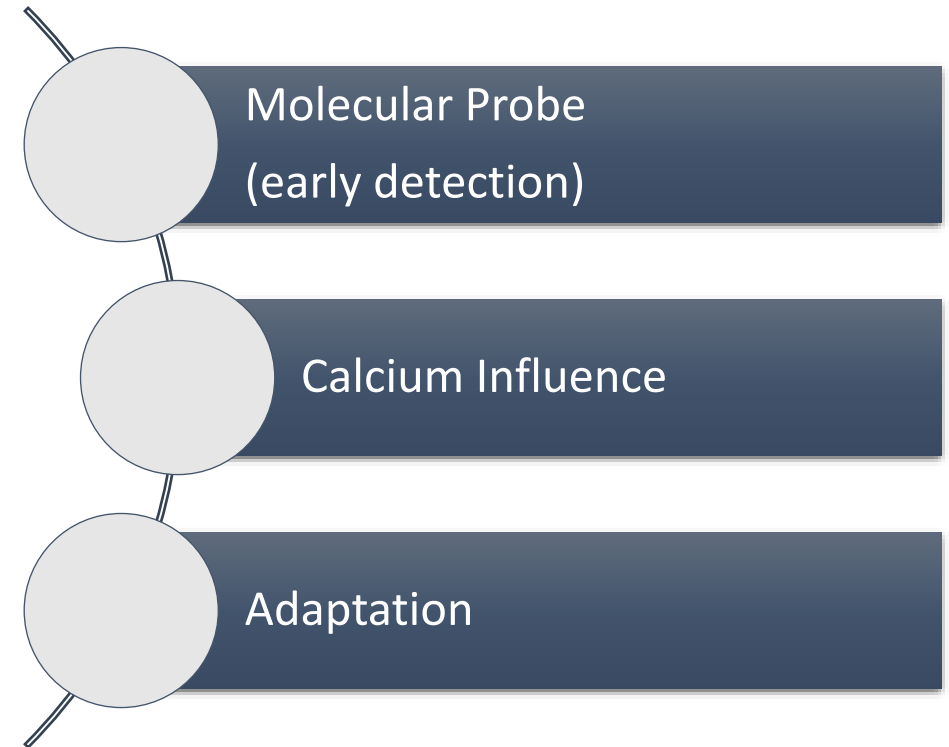 Molecular Probe
(early detection)
Calcium Influence
Adaptation